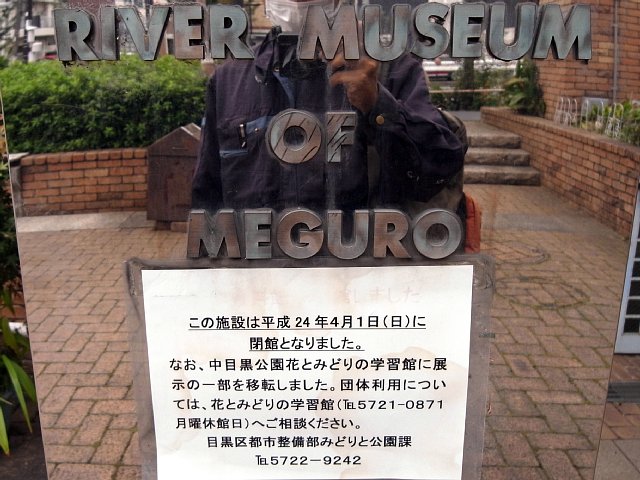 RIVER MUSEUM
OF
MEGURO
この施設は平成24年4月1日(日)に
閉館となりました。
なお、中目黒公園花とみどりの学習館に展
示の一部を移転しました。団体利用につい
ては、花とみどりの学習館(℡5721-0871
月曜休館日)へご相談ください。
目黒区都市整備部みどりと公園課
℡5722-9242